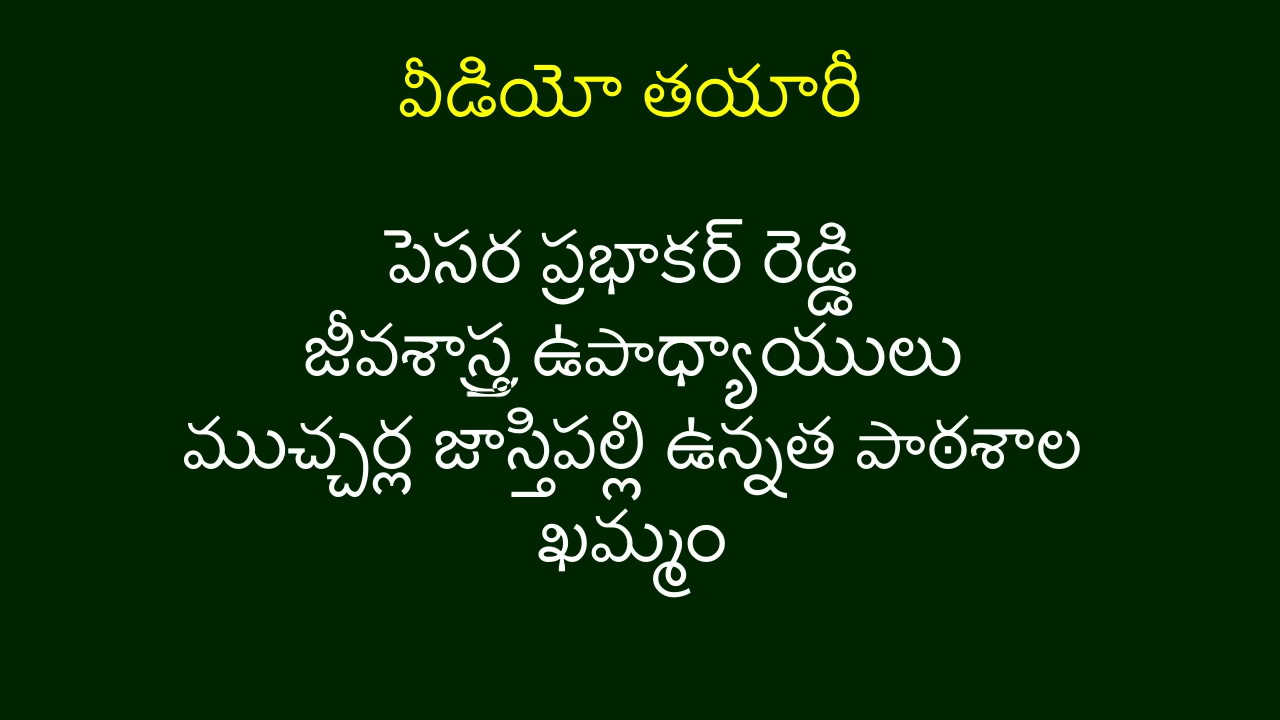 వీడియో తయారీ
పెసర ప్రభాకర్ రెడ్డి
జీవశాస్త్ర ఉపాధ్యాయులు
ముచ్చర్ల జాస్తిపల్లి ఉన్నత పాఠశాల
ఖమ్మం